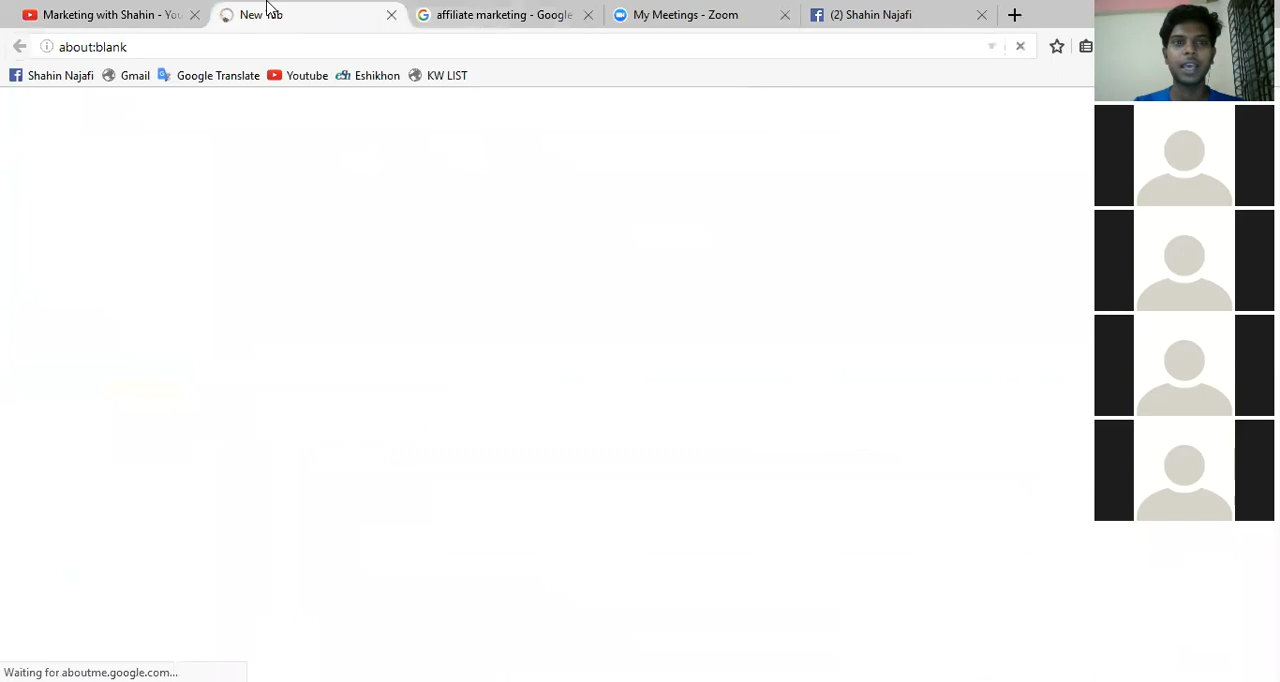 Marketing with Shahin - You
New Tab
affiliate marketing - Google
My Meetings - Zoom
(2) Shahin Najafi
about:blank
Shahin Najafi
Gmail
Google Translate
Youtube
Eshikhon
KW LIST
Waiting for aboutme.google.com...